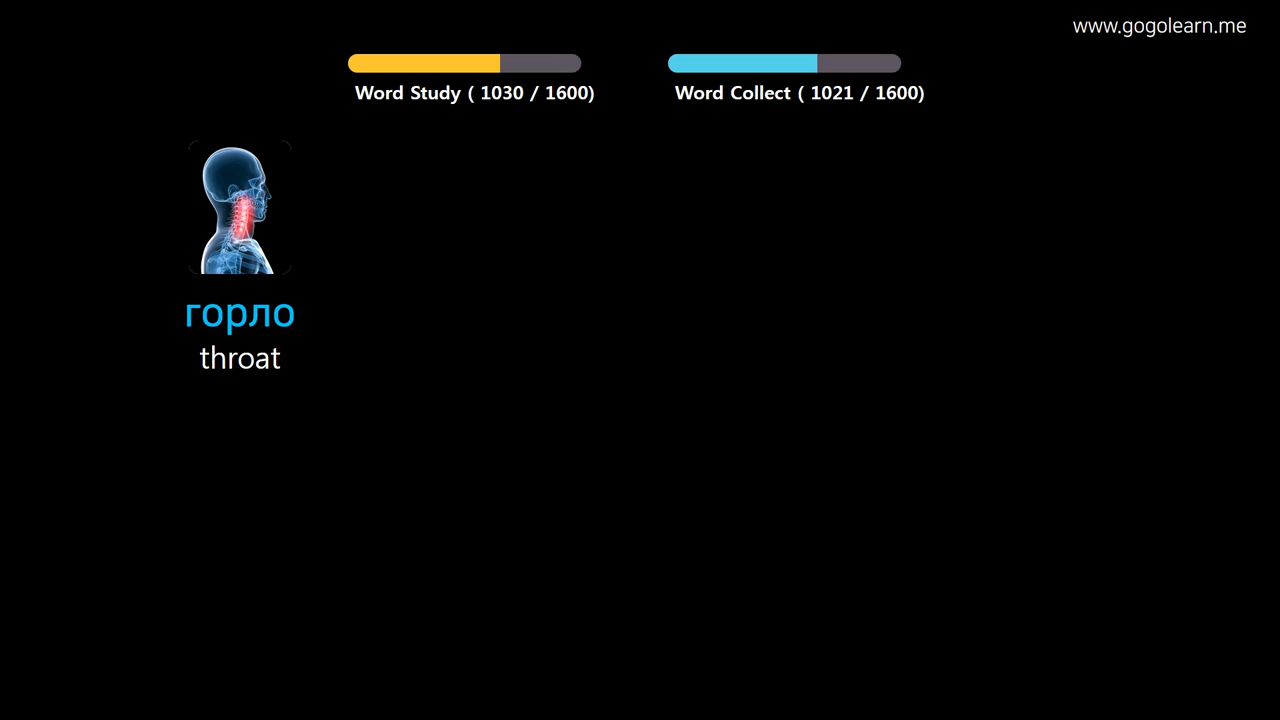 www.gogolearn.me
Word Study ( 1030 / 1600)
Word Collect ( 1021 / 1600)
горло
throat